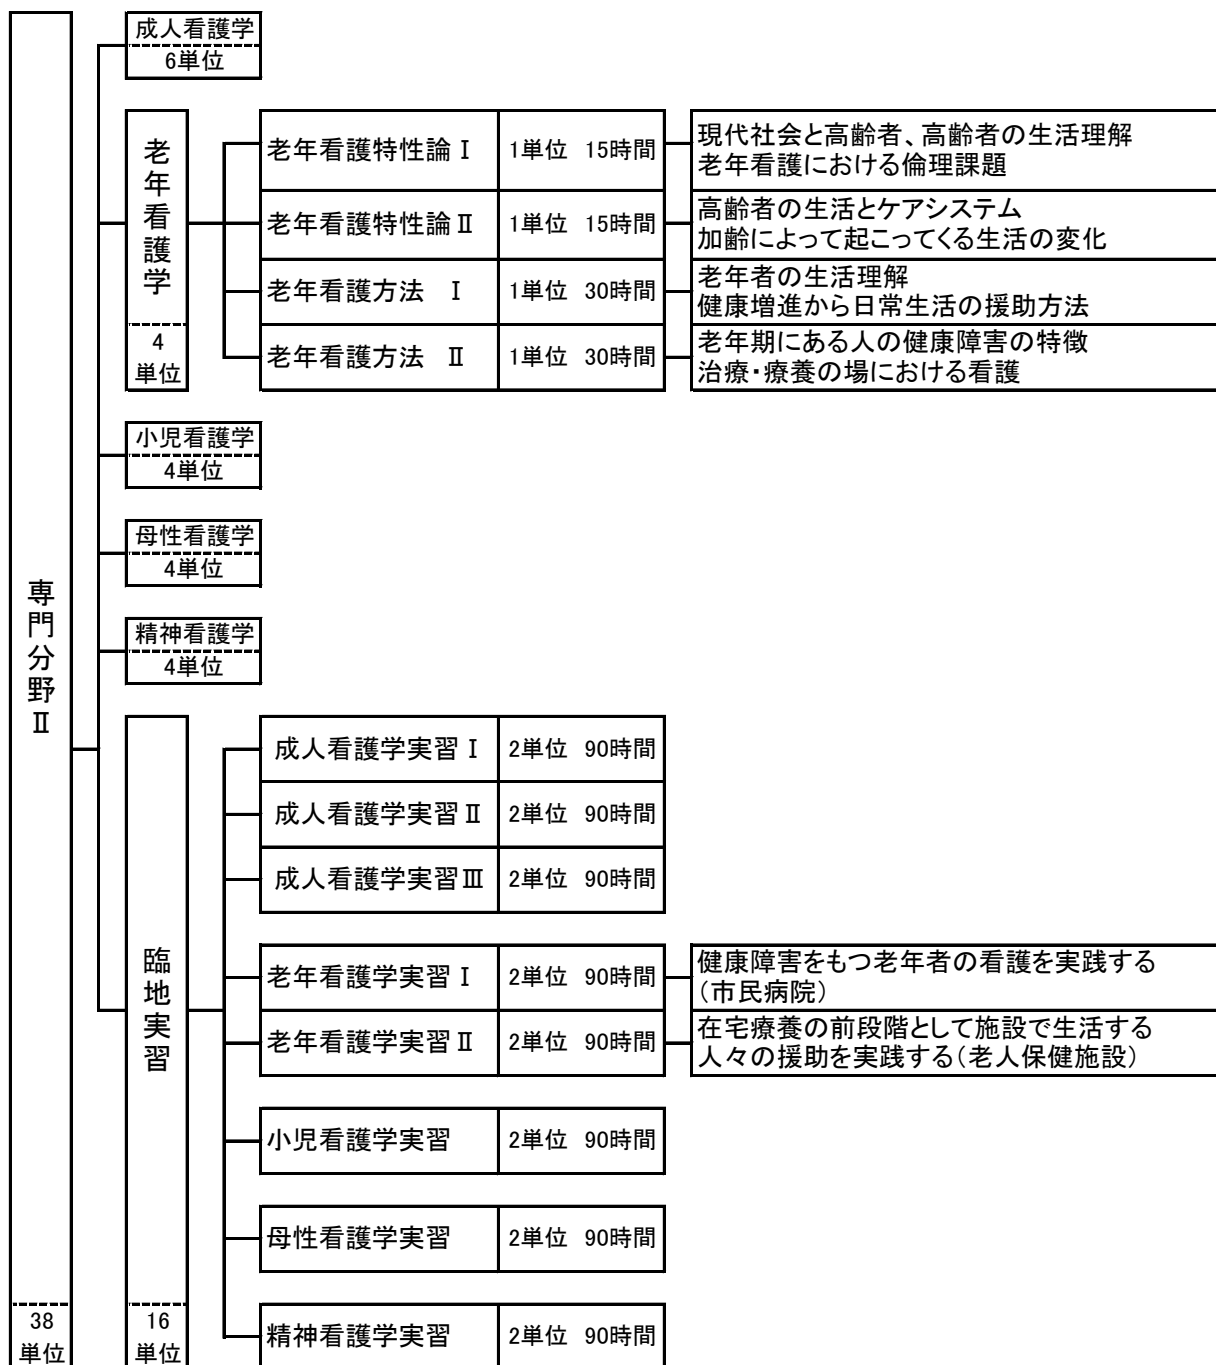 専門分野Ⅱ
38
単位
成人看護学
6単位
老年看護学
4
単位
老年看護特性論Ⅰ 1単位 15時間
現代社会と高齢者、高齢者の生活理解
老年看護における倫理課題
老年看護特性論Ⅱ 1単位 15時間
高齢者の生活とケアシステム
加齢によって起こってくる生活の変化
老年看護方法　Ⅰ 1単位 30時間
老年者の生活理解
健康増進から日常生活の援助方法
老年看護方法　Ⅱ 1単位 30時間
老年期にある人の健康障害の特徴
治療・療養の場における看護
小児看護学
4単位
母性看護学
4単位
精神看護学
4単位
臨地実習
16
単位
成人看護学実習Ⅰ 2単位 90時間
成人看護学実習Ⅱ 2単位 90時間
成人看護学実習Ⅲ 2単位 90時間
老年看護学実習Ⅰ 2単位 90時間
健康障害をもつ老年者の看護を実践する
（市民病院）
老年看護学実習Ⅱ 2単位 90時間
在宅療養の前段階として施設で生活する
人々の援助を実践する（老人保健施設）
小児看護学実習 2単位 90時間
母性看護学実習 2単位 90時間
精神看護学実習 2単位 90時間